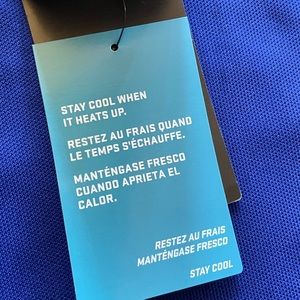 STAY COOL WHEN
IT HEATS UP.
RESTEZ AU FRAIS QUAND
LE TEMPS S'ÉCHAUFFE.
MANTÉNGASE FRESCO
CUANDO APRIETA EL
CALOR.
RESTEZ AU FRAIS
MANTÉNGASE FRESCO
STAY COOL